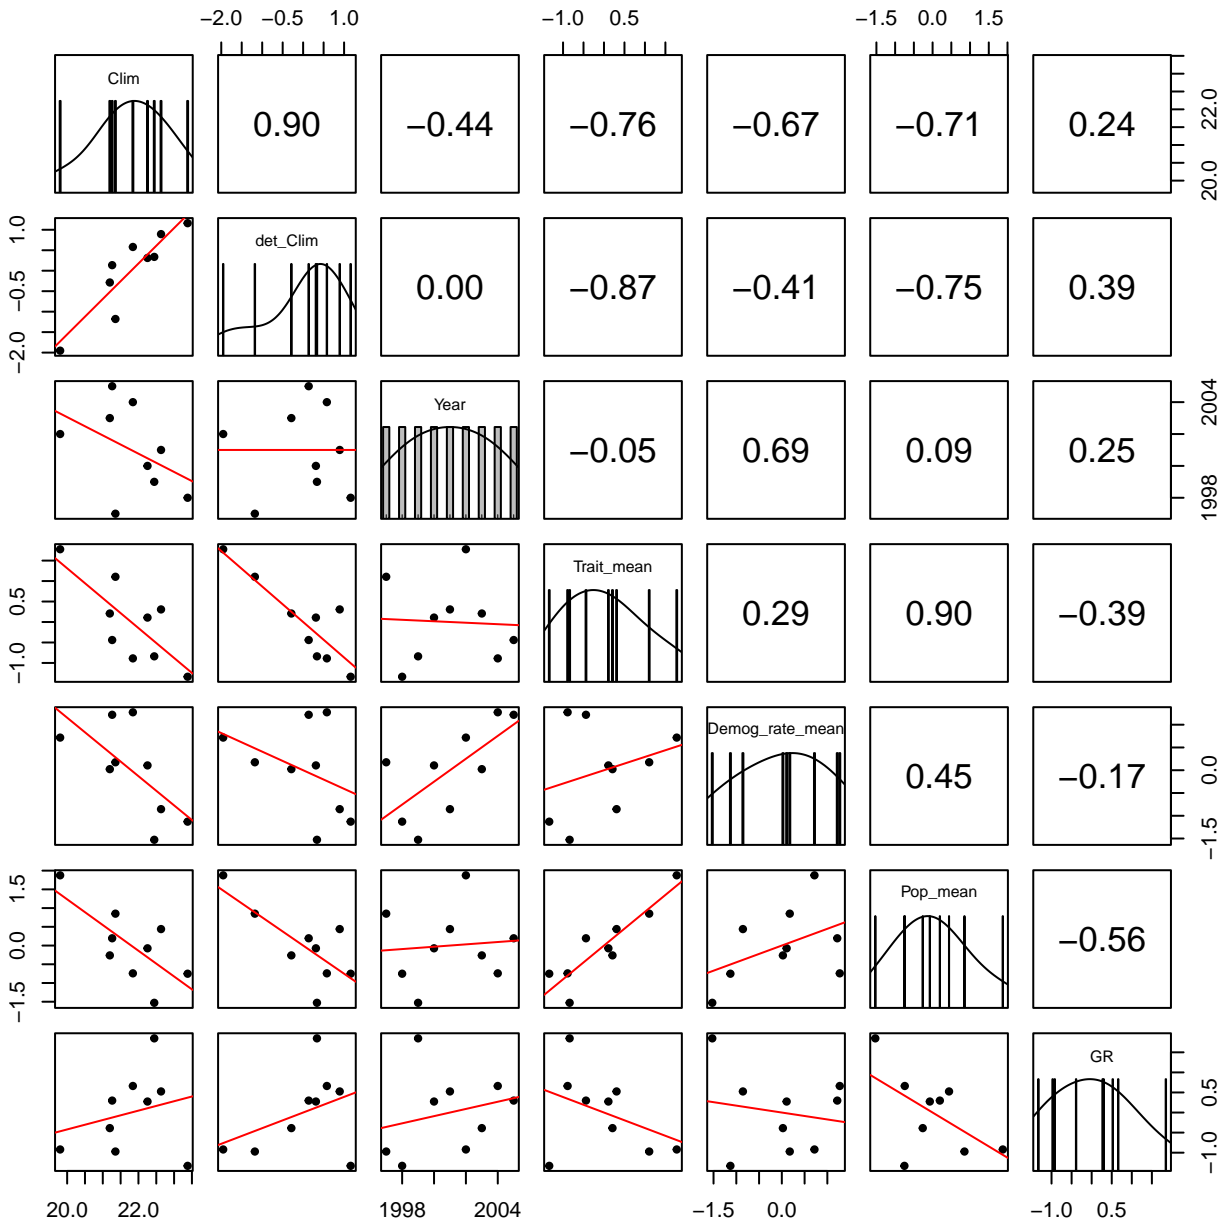 −2.0 −0.5 1.0 −1.0 0.5 −1.5 0.0 1.5
Clim 0.90 −0.44 −0.76 −0.67 −0.71 0.24 20.0 22.0
−2.0 −0.5 1.0 det_Clim 0.00 −0.87 −0.41 −0.75 0.39
Year −0.05 0.69 0.09 0.25 1998 2004
−1.0 0.5 Trait_mean 0.29 0.90 −0.39
Demog_rate_mean 0.45 −0.17 −1.5 0.0
−1.5 0.0 1.5 Pop_mean −0.56
GR −1.0 0.5
20.0 22.0 1998 2004 −1.5 0.0 −1.0 0.5